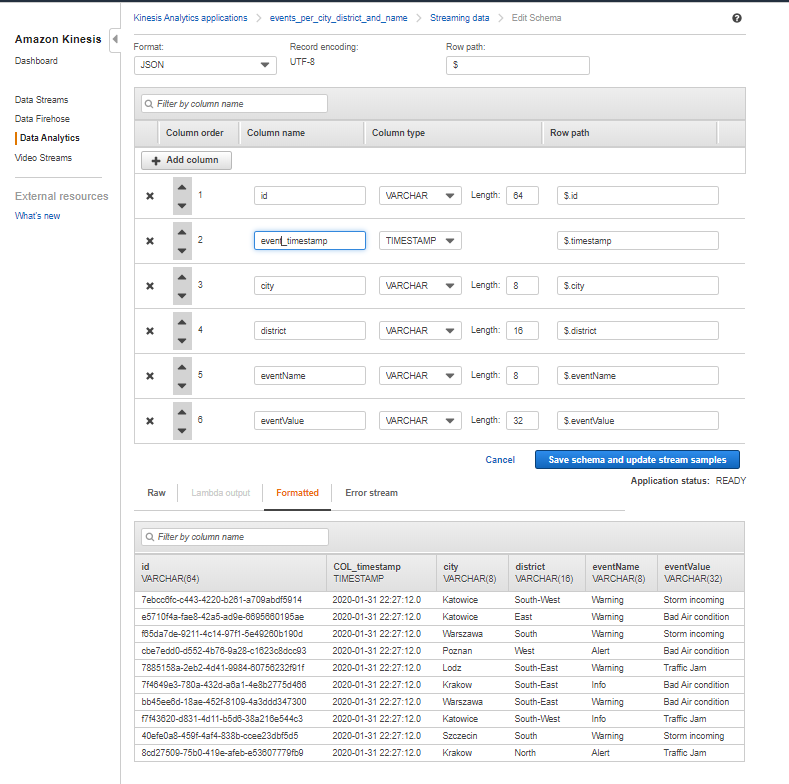 Kinesis Analytics applications > events_per_city_district_and_name > Streaming data > Edit Schema
Amazon Kinesis
Dashboard
Data Streams
Data Firehose
Data Analytics
Video Streams
External resources
What's new
Format: Record encoding: Row path:
JSON UTF-8 $
Filter by column name
Column order Column name Column type Row path
Add column
1 id VARCHAR Length: 64 $.id
2 event_timestamp TIMESTAMP $.timestamp
3 city VARCHAR Length: 8 $.city
4 district VARCHAR Length: 16 $.district
5 eventName VARCHAR Length: 8 $.eventName
6 eventValue VARCHAR Length: 32 $.eventValue
Cancel Save schema and update stream samples
Application status: READY
Raw Lambda output Formatted Error stream
Filter by column name
id COL_timestamp city district eventName eventValue
VARCHAR(64) TIMESTAMP VARCHAR(8) VARCHAR(16) VARCHAR(8) VARCHAR(32)
7ebcc6fc-c443-4220-b261-a709abdf5914 2020-01-31 22:27:12.0 Katowice South-West Warning Storm incoming
e5710f4a-fae8-42a5-ad9e-6695660195ae 2020-01-31 22:27:12.0 Katowice East Warning Bad Air condition
f65da7de-9211-4c14-97f1-5e49260b190d 2020-01-31 22:27:12.0 Warszawa South Warning Storm incoming
cbe7edd0-d552-4b76-9a28-c1623c8dcc93 2020-01-31 22:27:12.0 Poznan West Alert Bad Air condition
7885158a-2eb2-4d41-9984-60756232f91f 2020-01-31 22:27:12.0 Lodz South-East Warning Traffic Jam
7f4649e3-780a-432d-a6a1-4e8b2775d466 2020-01-31 22:27:12.0 Krakow South-East Info Bad Air condition
bb45ee6d-18ae-452f-8109-4a3ddd347300 2020-01-31 22:27:12.0 Warszawa South-East Warning Bad Air condition
f7f43620-d831-4d11-b5d6-38a216e544c3 2020-01-31 22:27:12.0 Katowice South-West Info Traffic Jam
40efe0a8-459f-4af4-838b-ccee23dbf5d5 2020-01-31 22:27:12.0 Szczecin South Warning Storm incoming
8cd27509-75b0-419e-afeb-e53607779fb9 2020-01-31 22:27:12.0 Krakow North Alert Traffic Jam